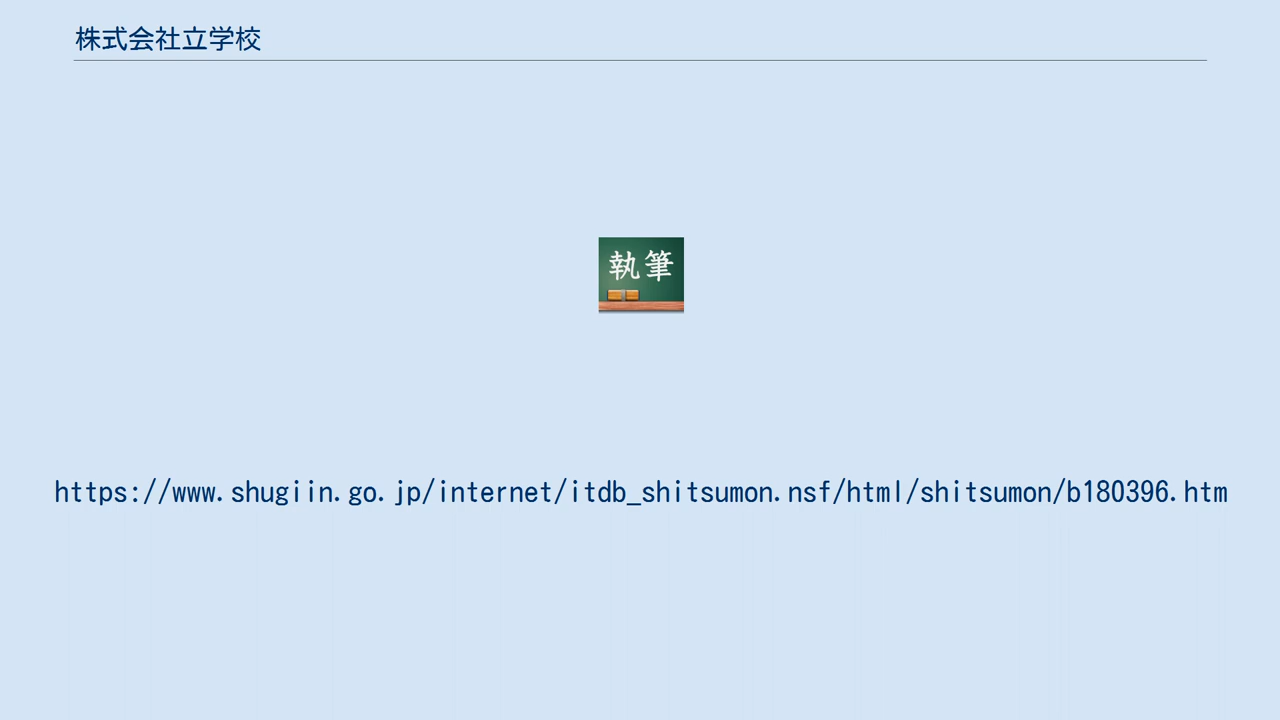 株式会社立学校
執筆
https://www.shugiin.go.jp/internet/itdb_shitsumon.nsf/html/shitsumon/b180396.htm